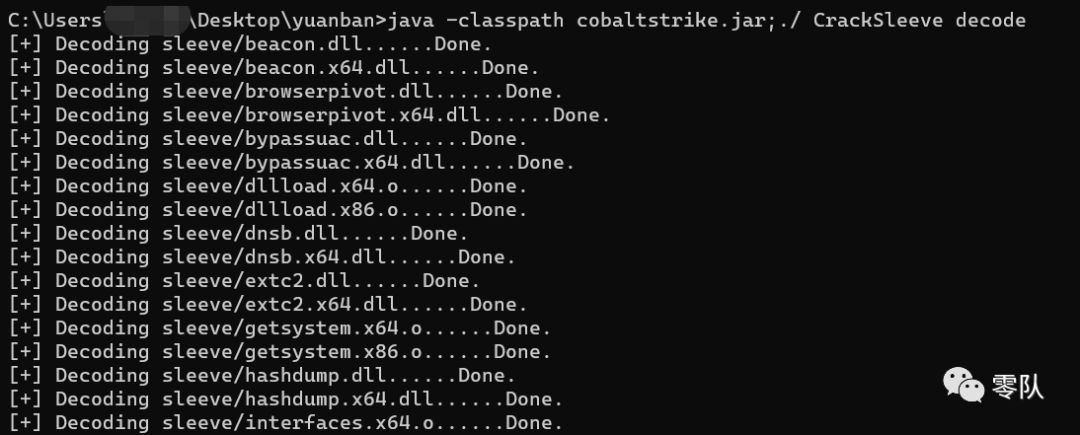 C:\Users\ \Desktop\yuanban>java -classpath cobaltstrike.jar;./ CrackSleeve decode
[+] Decoding sleeve/beacon.dll......Done.
[+] Decoding sleeve/beacon.x64.dll......Done.
[+] Decoding sleeve/browserpivot.dll......Done.
[+] Decoding sleeve/browserpivot.x64.dll......Done.
[+] Decoding sleeve/bypassuac.dll......Done.
[+] Decoding sleeve/bypassuac.x64.dll......Done.
[+] Decoding sleeve/dllload.x64.o......Done.
[+] Decoding sleeve/dllload.x86.o......Done.
[+] Decoding sleeve/dnsb.dll......Done.
[+] Decoding sleeve/dnsb.x64.dll......Done.
[+] Decoding sleeve/extc2.dll......Done.
[+] Decoding sleeve/extc2.x64.dll......Done.
[+] Decoding sleeve/getsystem.x64.o......Done.
[+] Decoding sleeve/getsystem.x86.o......Done.
[+] Decoding sleeve/hashdump.dll......Done.
[+] Decoding sleeve/hashdump.x64.dll......Done.
[+] Decoding sleeve/interfaces.x64.o......Done.
零队